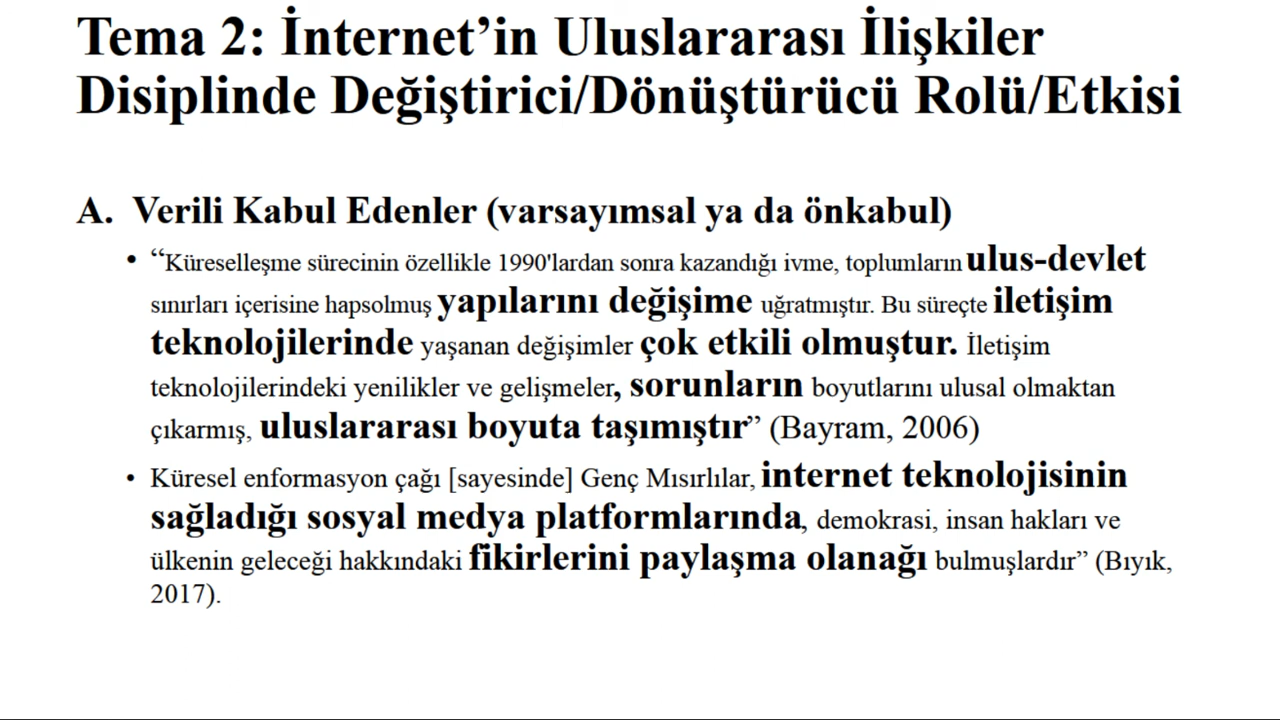 Tema 2: İnternet’in Uluslararası İlişkiler
Disiplinde Değiştirici/Dönüştürücü Rolü/Etkisi
A. Verili Kabul Edenler (varsayımsal ya da önkabul)
• “Küreselleşme sürecinin özellikle 1990'lardan sonra kazandığı ivme, toplumların ulus-devlet
sınırları içerisine hapsolmuş yapılarını değişime uğratmıştır. Bu süreçte iletişim
teknolojilerinde yaşanan değişimler çok etkili olmuştur. İletişim
teknolojilerindeki yenilikler ve gelişmeler, sorunların boyutlarını ulusal olmaktan
çıkarmış, uluslararası boyuta taşımıştır” (Bayram, 2006)
• Küresel enformasyon çağı [sayesinde] Genç Mısırlılar, internet teknolojisinin
sağladığı sosyal medya platformlarında, demokrasi, insan hakları ve
ülkenin geleceği hakkındaki fikirlerini paylaşma olanağı bulmuşlardır” (Bıyık,
2017).